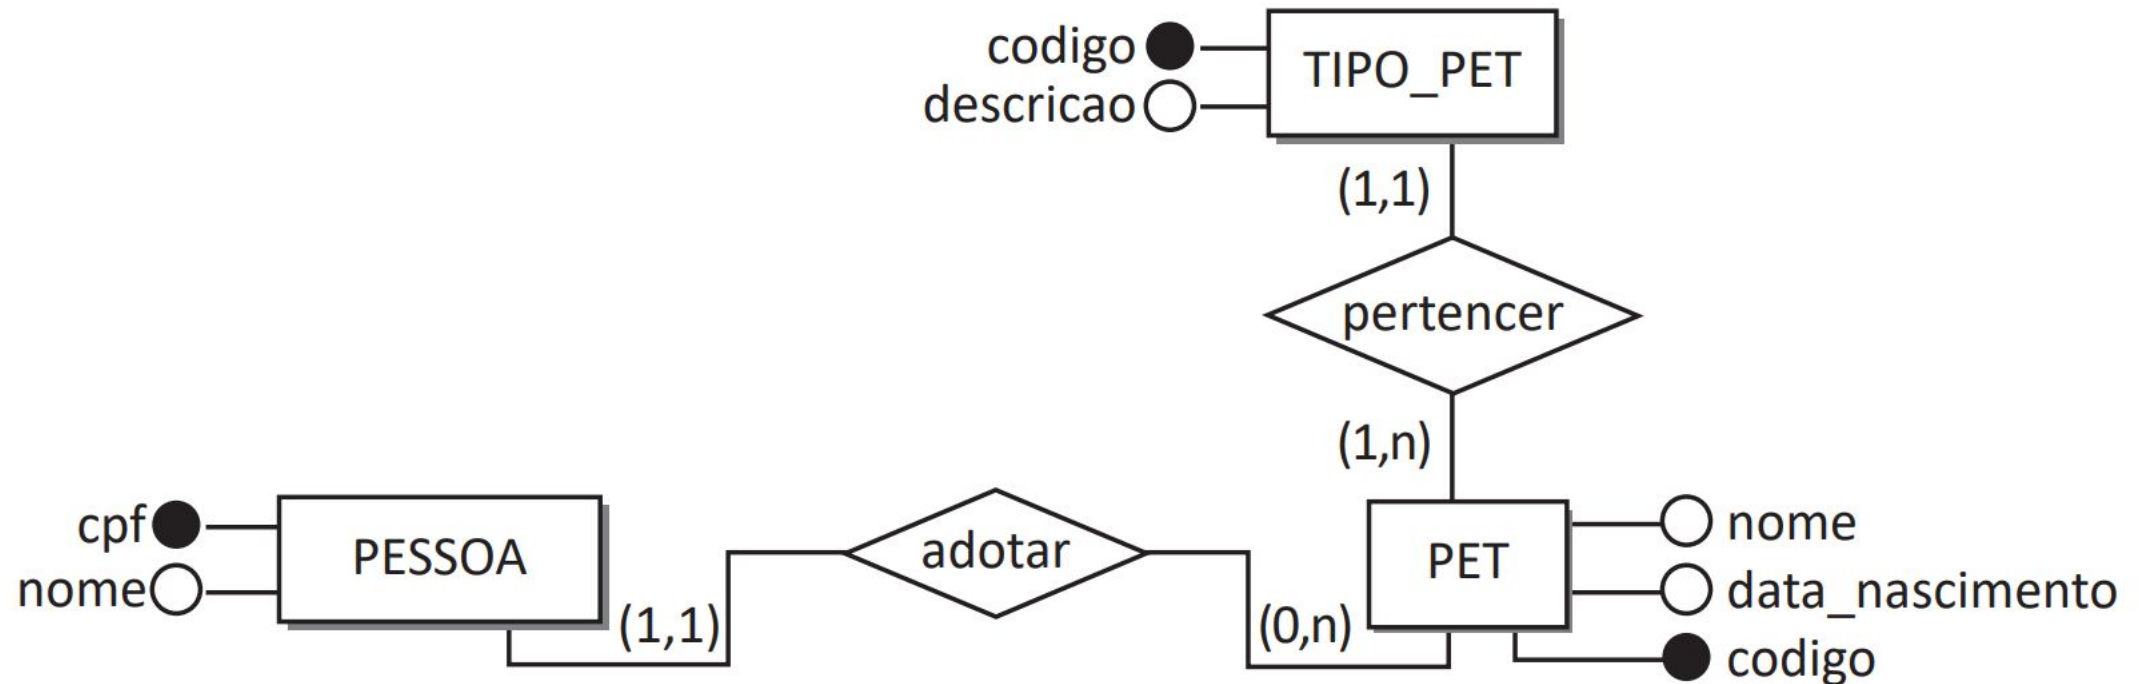 codigo
TIPO_PET
descricao
(1,1)
pertencer
(1,n)
cpf
nome
PESSOA
(1,1)
adotar
(0,n)
PET
nome
data_nascimento
codigo